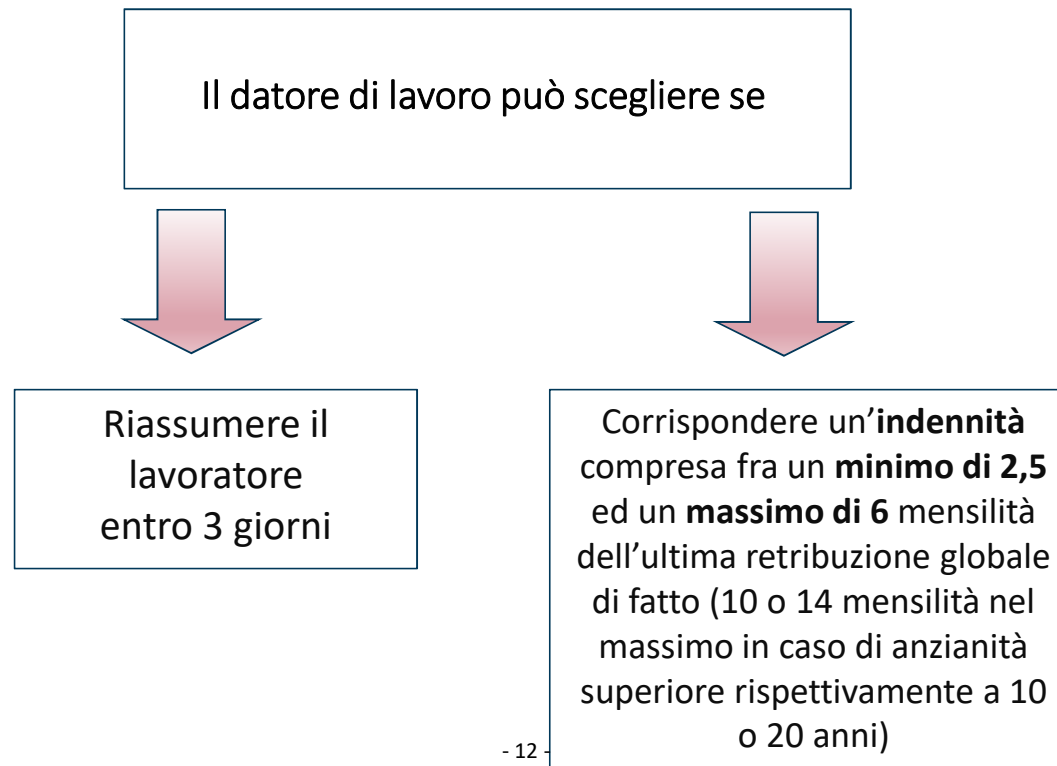 Il datore di lavoro può scegliere se
Riassumere il
lavoratore
entro 3 giorni
Corrispondere un’indennità
compresa fra un minimo di 2,5
ed un massimo di 6 mensilità
dell’ultima retribuzione globale
di fatto (10 o 14 mensilità nel
massimo in caso di anzianità
superiore rispettivamente a 10
o 20 anni)
- 12 -